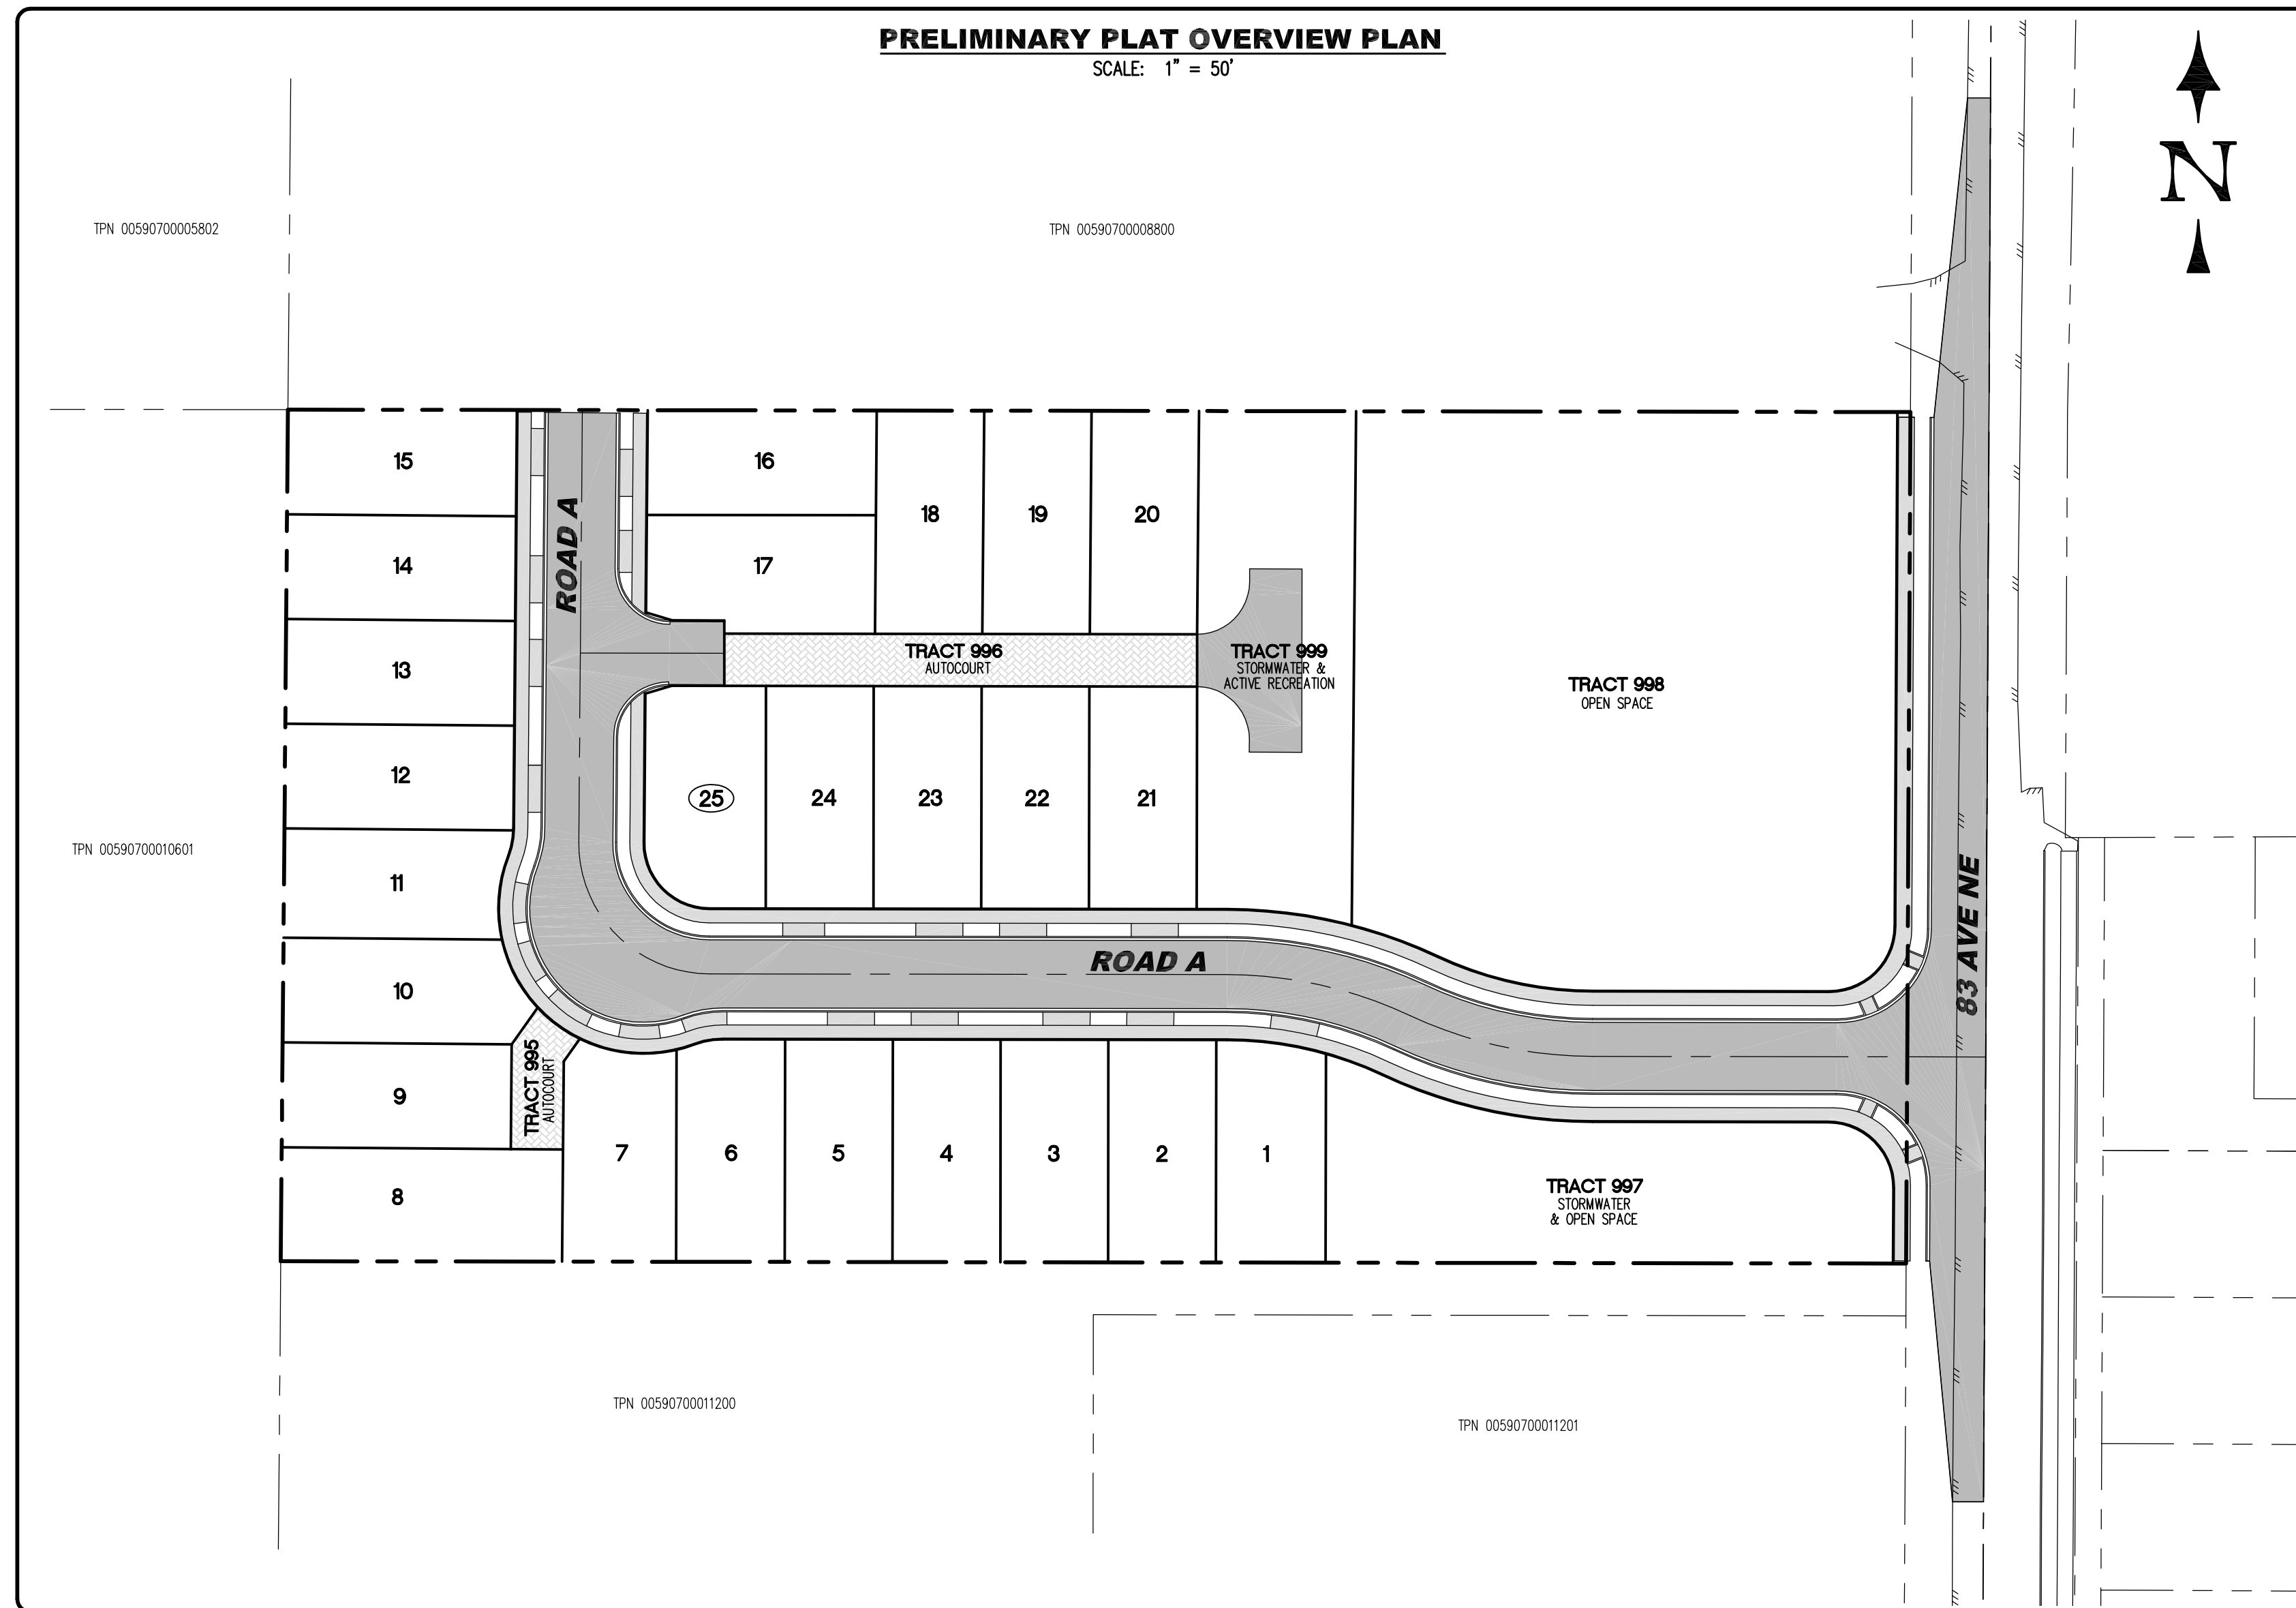 PRELIMINARY PLAT OVERVIEW PLAN
SCALE: 1" = 50'
N
TPN 00590700005802
TPN 00590700008800
15
16
14
17
18
19
20
ROAD A
13
TRACT 996
AUTOCOURT
TRACT 999
STORMWATER &
ACTIVE RECREATION
TRACT 998
OPEN SPACE
12
25
24
23
22
21
TPN 00590700010601
11
10
ROAD A
83 AVE NE
9
TRACT 995
AUTOCOURT
8
7
6
5
4
3
2
1
TRACT 997
STORMWATER
& OPEN SPACE
TPN 00590700011200
TPN 00590700011201